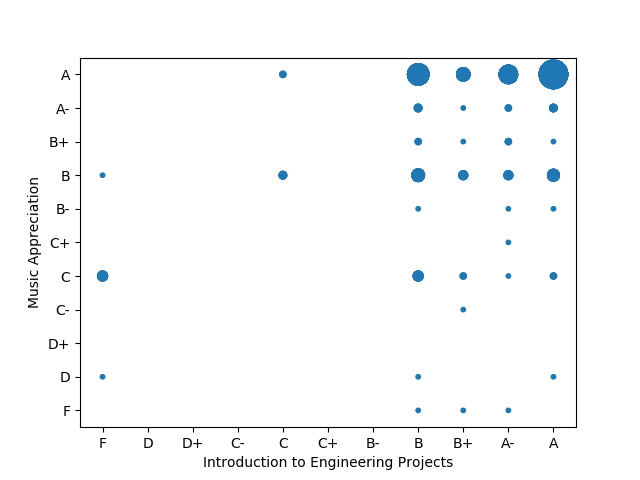 A
A-
B+
B
B-
C+
C
C-
D+
D
F
Music Appreciation
F D D+ C- C C+ B- B B+ A- A
Introduction to Engineering Projects